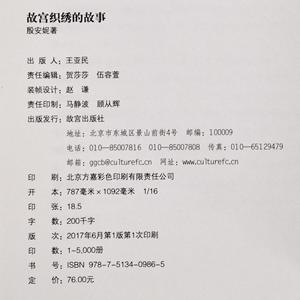 故宫织绣的故事
殷安妮著
出 版 人：王亚民
责任编辑：贺莎莎 伍容萱
装帧设计：赵 谦
责任印制：马静波 顾从辉
出版发行：故宫出版社
地址：北京市东城区景山前街4号 邮编：100009
电话：010—85007816 010—85007808 传真：010—65129479
邮箱：ggcb@culturefc.cn 网址：www.culturefc.cn
印 刷：北京方嘉彩色印刷有限责任公司
开 本：787毫米×1092毫米 1/16
印 张：18.5
字 数：200千字
版 次：2017年6月第1版第1次印刷
印 数：1-5,000册
书 号：ISBN 978-7-5134-0986-5
定 价：76.00元